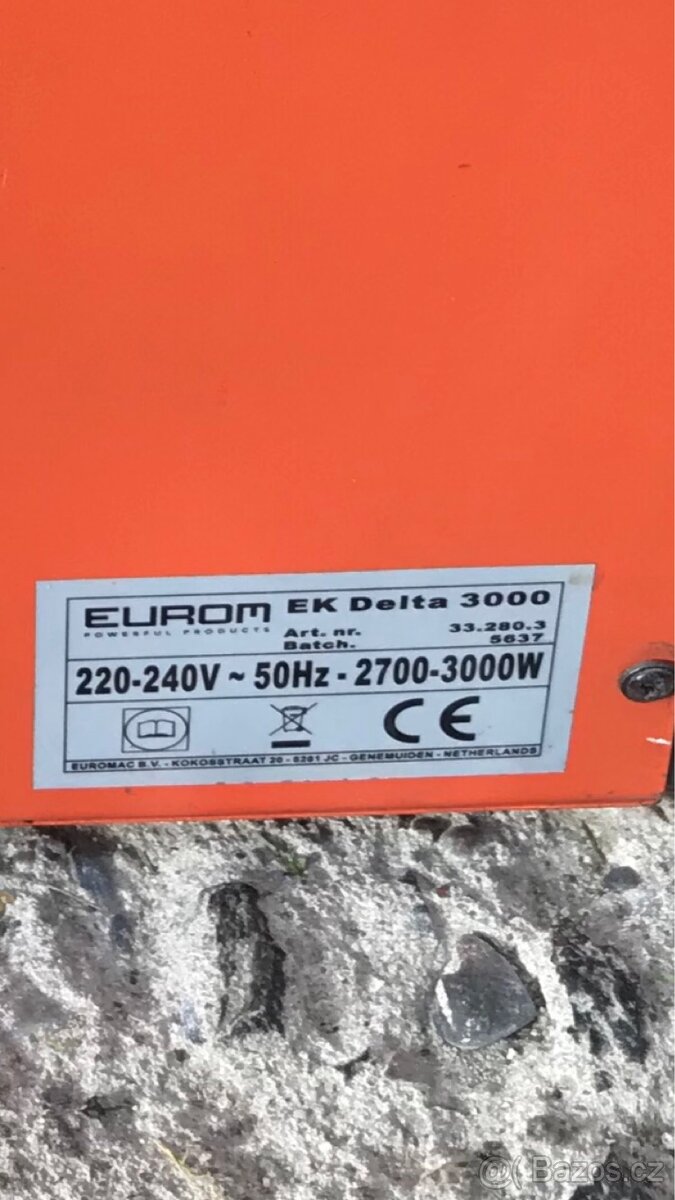 EUROM EK Delta 3000
POWERFUL PRODUCTS
Art. nr. 33.280.3
Batch. 5637
220-240V ~ 50Hz - 2700-3000W
CE
EUROMAC B.V. - KOKOSSTRAAT 20 - 8281 JC - GENEMUIDEN - NETHERLANDS
Bazos.cz